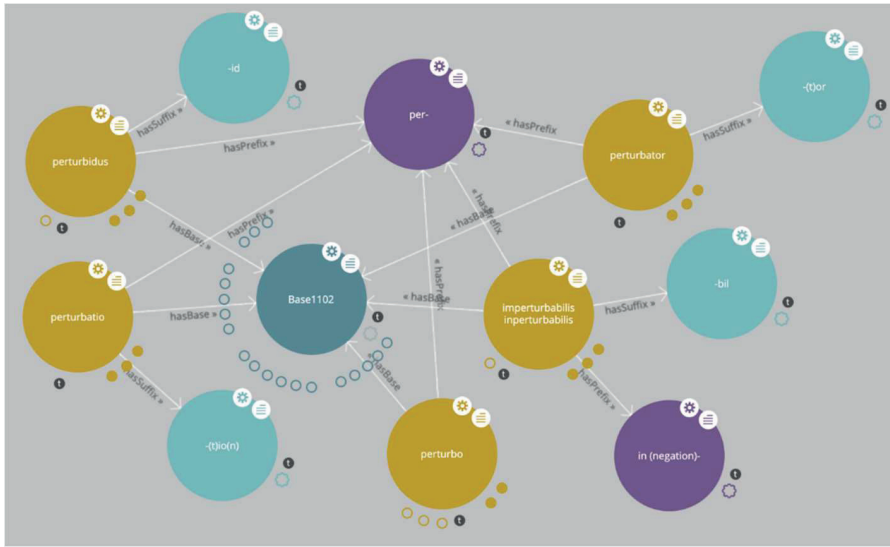 -id
per-
-(t)or
perturbidus
hasSuffix »
hasPrefix »
« hasPrefix
perturbator
hasSuffix »
hasBase »
hasPrefix »
« hasPrefix
« hasBase
perturbatio
hasBase »
Base1102
« hasBase
« hasPrefix
imperturbabilis
inperturbabilis
hasSuffix »
-bil
hasSuffix »
« hasBase
hasPrefix »
-(t)io(n)
perturbo
in (negation)-
t
t
t
t
t
t
t
t
t
t
t
t